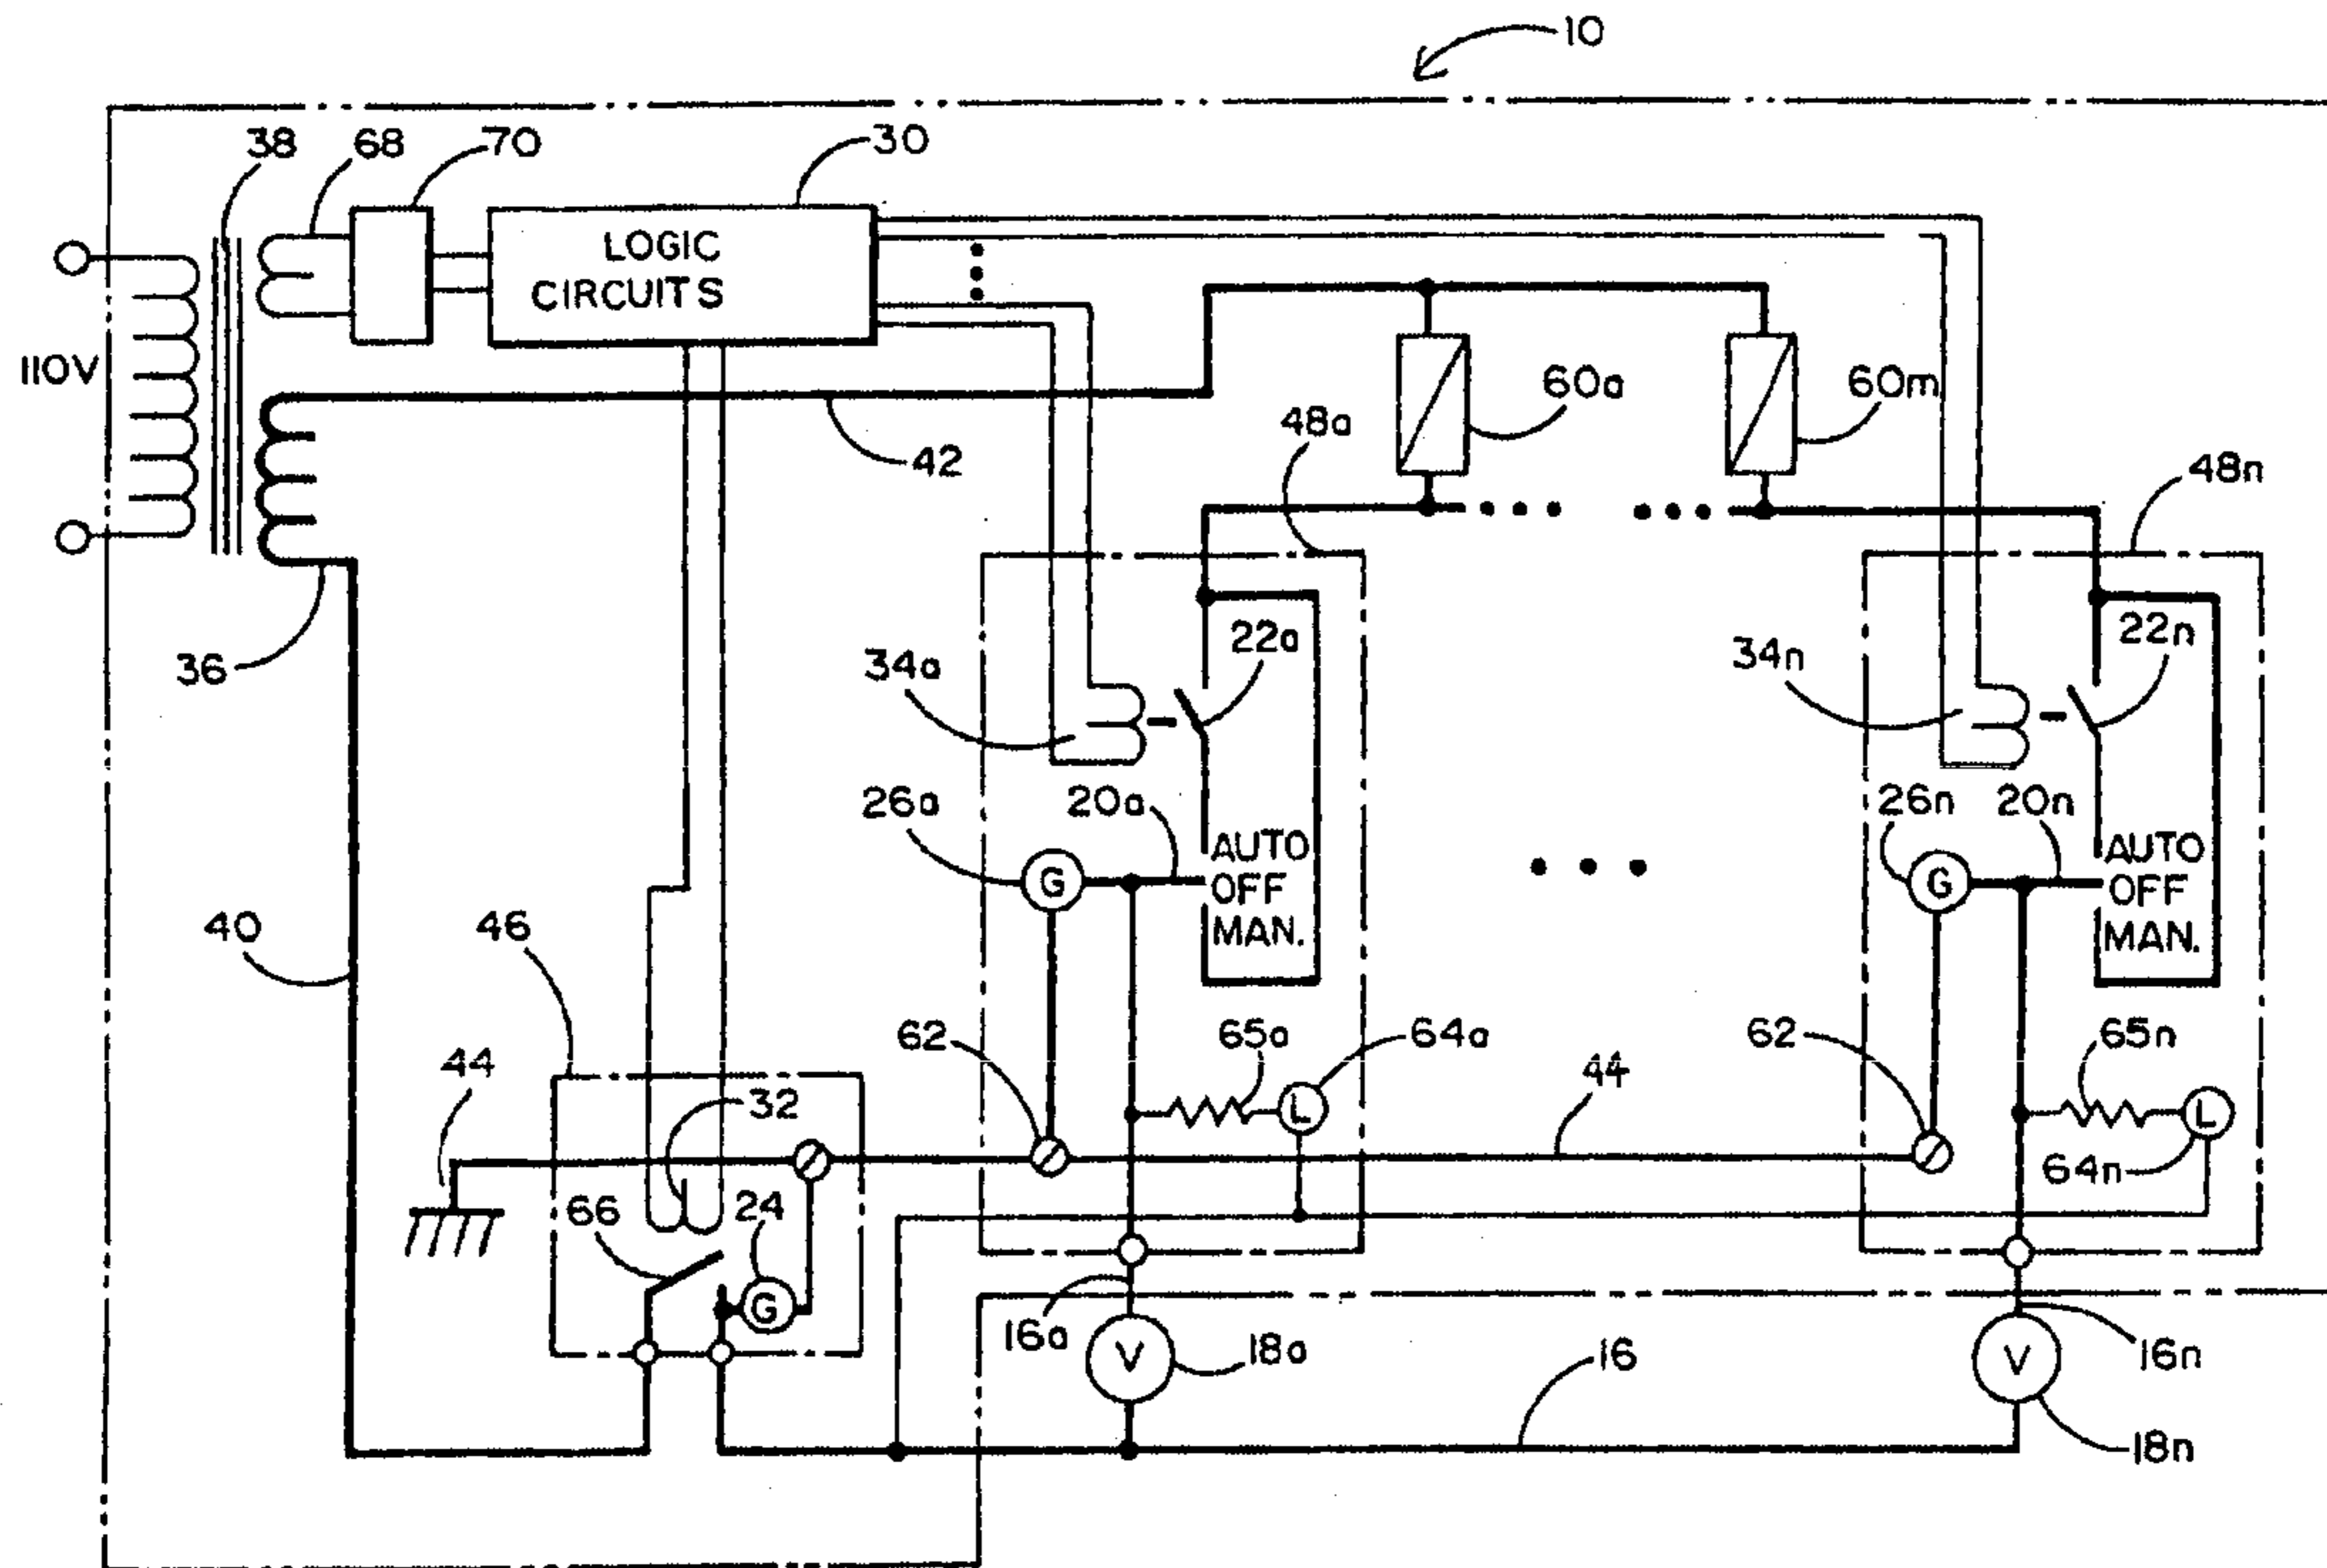 10
38
68
70
30
LOGIC
CIRCUITS
110V
60a
60m
48a
42
48n
36
22a
34a
22n
34n
26a
20a
26n
20n
AUTO
OFF
MAN.
AUTO
OFF
MAN.
G
G
40
46
62
65a
64a
62
65n
44
44
32
L
L
64n
66
24
G
16a
V
18a
16
V
16n
18n